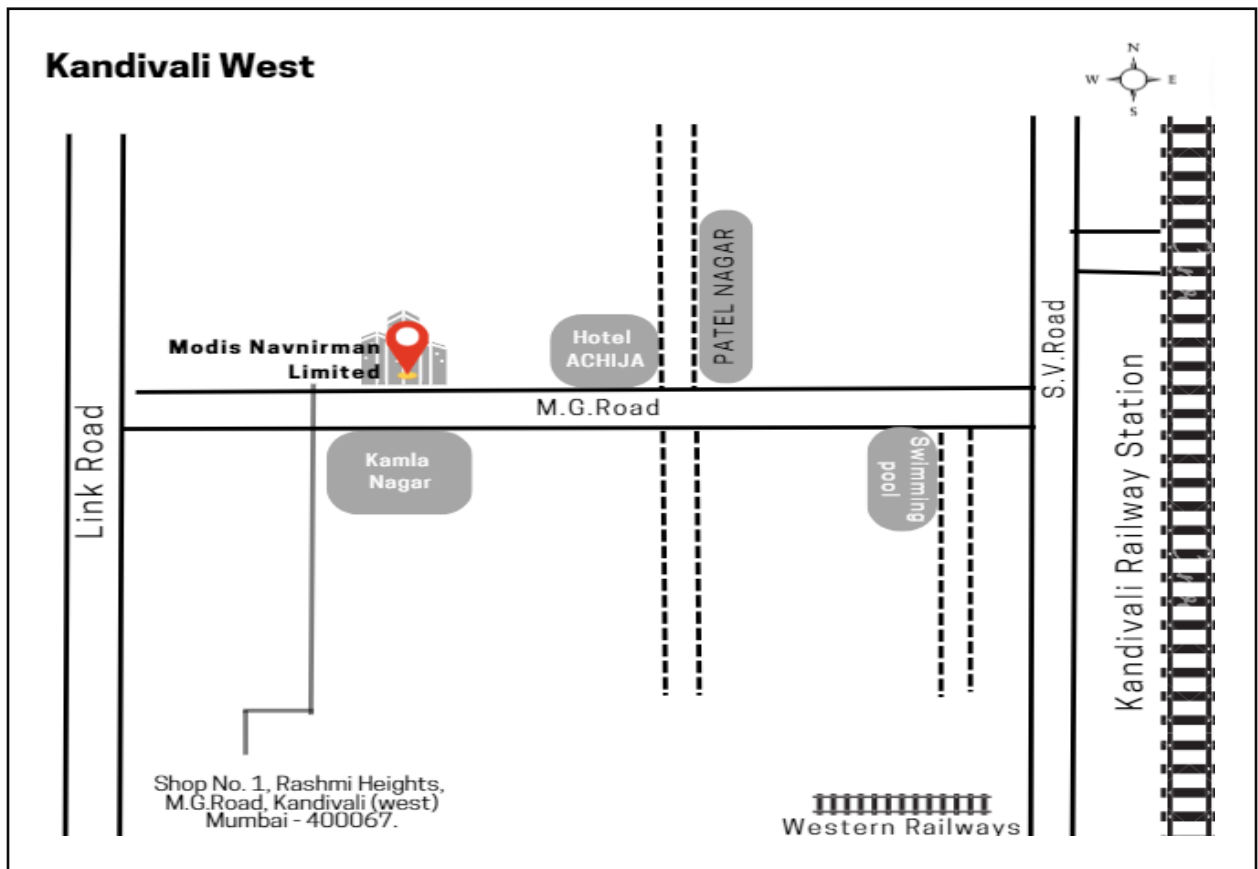 Kandivali West
N
W
E
S
PATEL NAGAR
Hotel
ACHIJA
Modis Navnirman
Limited
M.G.Road
S.V.Road
Link Road
Kandivali Railway Station
Kamla
Nagar
Swimming
pool
Shop No. 1, Rashmi Heights,
M.G.Road, Kandivali (west)
Mumbai - 400067.
Western Railways